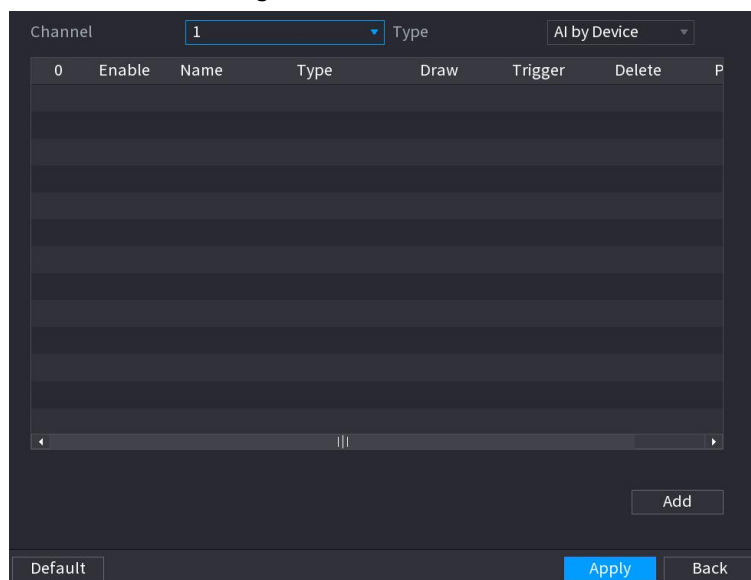 Channel 1 Type AI by Device
0 Enable Name Type Draw Trigger Delete P
Add
Default Apply Back